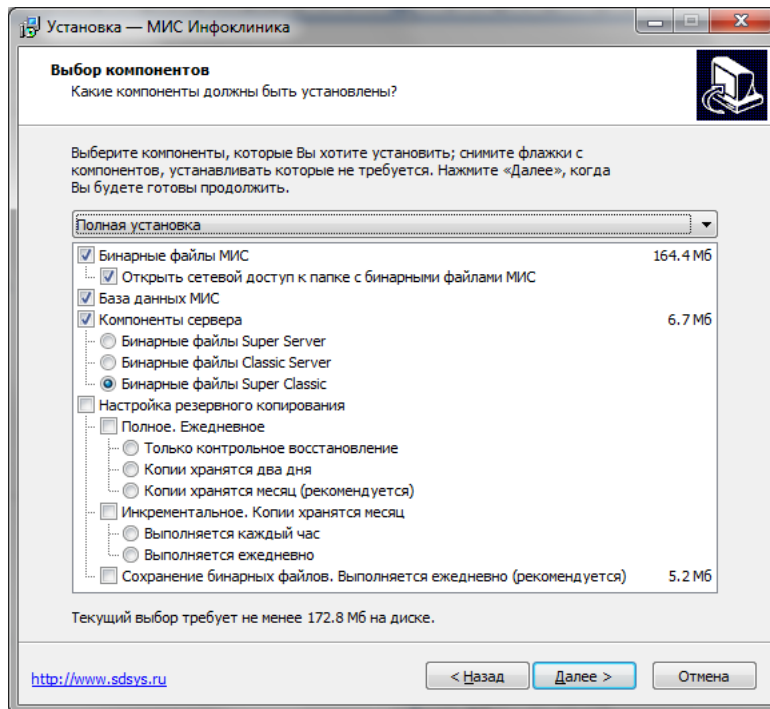 Установка — МИС Инфоклиника
Выбор компонентов
Какие компоненты должны быть установлены?
Выберите компоненты, которые Вы хотите установить; снимите флажки с
компонентов, устанавливать которые не требуется. Нажмите «Далее», когда
Вы будете готовы продолжить.
Полная установка
Бинарные файлы МИС 164.4 Мб
Открыть сетевой доступ к папке с бинарными файлами МИС
База данных МИС
Компоненты сервера 6.7 Мб
Бинарные файлы Super Server
Бинарные файлы Classic Server
Бинарные файлы Super Classic
Настройка резервного копирования
Полное. Ежедневное
Только контрольное восстановление
Копии хранятся два дня
Копии хранятся месяц (рекомендуется)
Инкрементальное. Копии хранятся месяц
Выполняется каждый час
Выполняется ежедневно
Сохранение бинарных файлов. Выполняется ежедневно (рекомендуется) 5.2 Мб
Текущий выбор требует не менее 172.8 Мб на диске.
http://www.sdsys.ru
< Назад
Далее >
Отмена